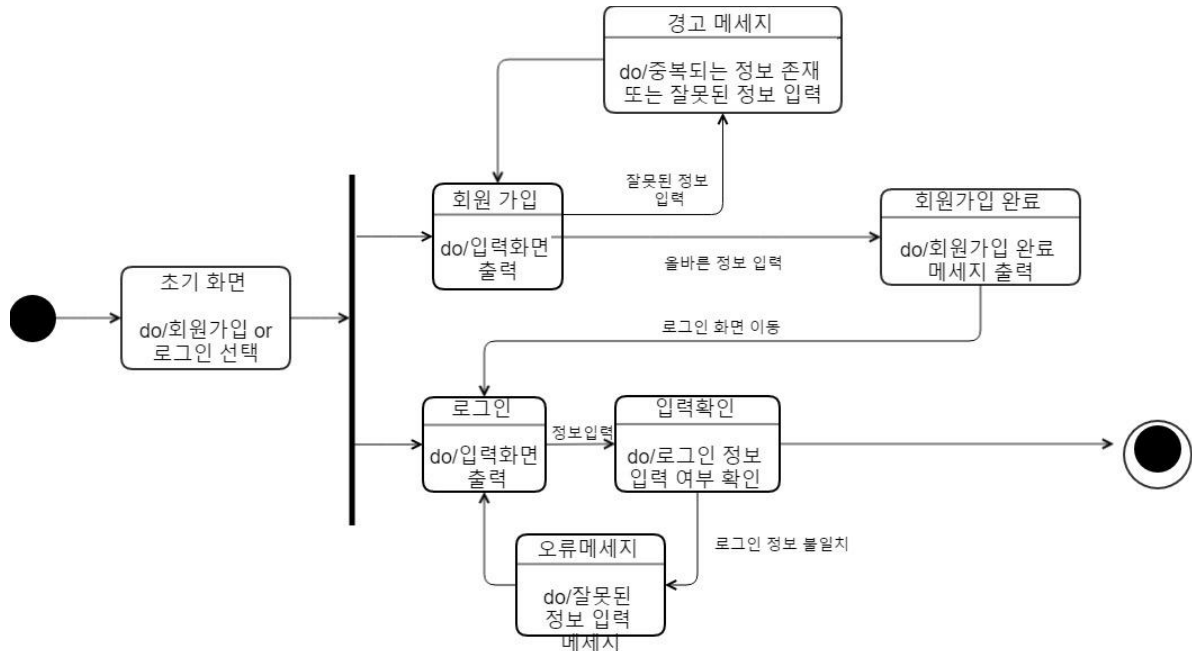 경고 메세지
do/중복되는 정보 존재
또는 잘못된 정보 입력
잘못된 정보
입력
회원 가입
do/입력화면
출력
올바른 정보 입력
회원가입 완료
do/회원가입 완료
메세지 출력
초기 화면
do/회원가입 or
로그인 선택
로그인 화면 이동
로그인
do/입력화면
출력
정보입력
입력확인
do/로그인 정보
입력 여부 확인
로그인 정보 불일치
오류메세지
do/잘못된
정보 입력
메세지